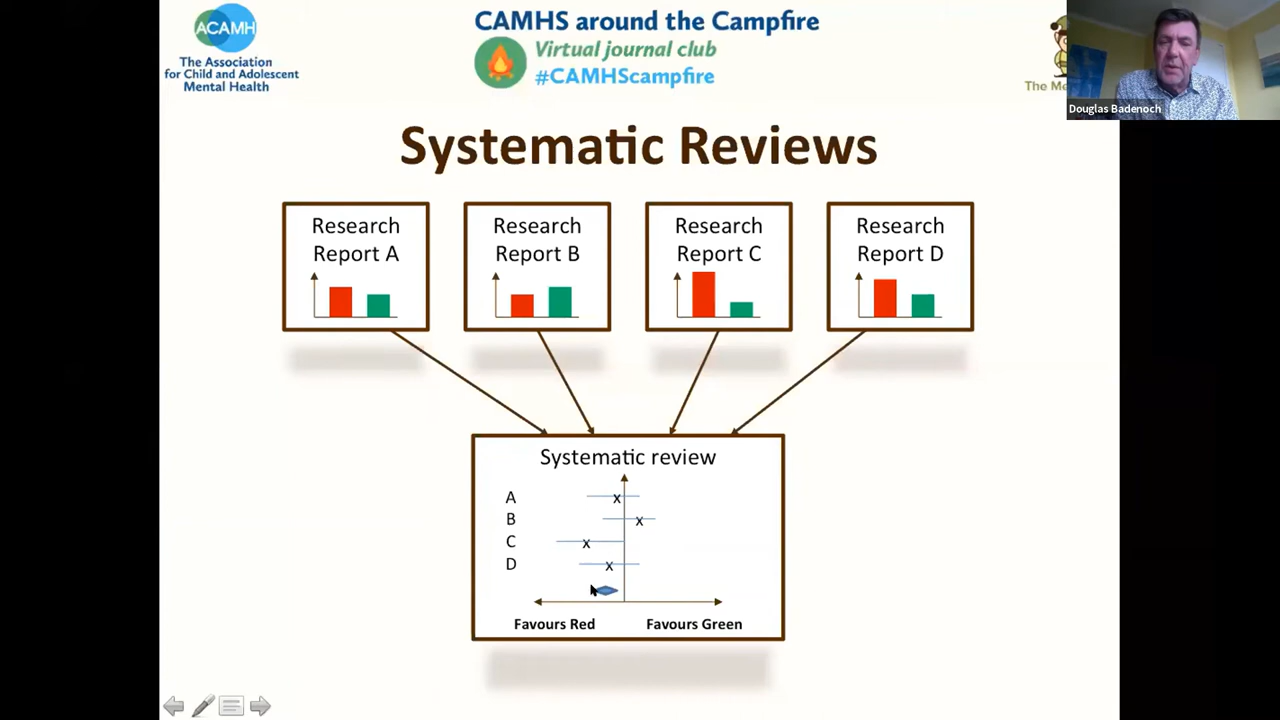 ACAMH
The Association
for Child and Adolescent
Mental Health
CAMHS around the Campfire
Virtual journal club
#CAMHScampfire
The
Douglas Badenoch
Systematic Reviews
Research
Report A
Research
Report B
Research
Report C
Research
Report D
Systematic review
A
x
B
x
C
x
D
x
Favours Red
Favours Green